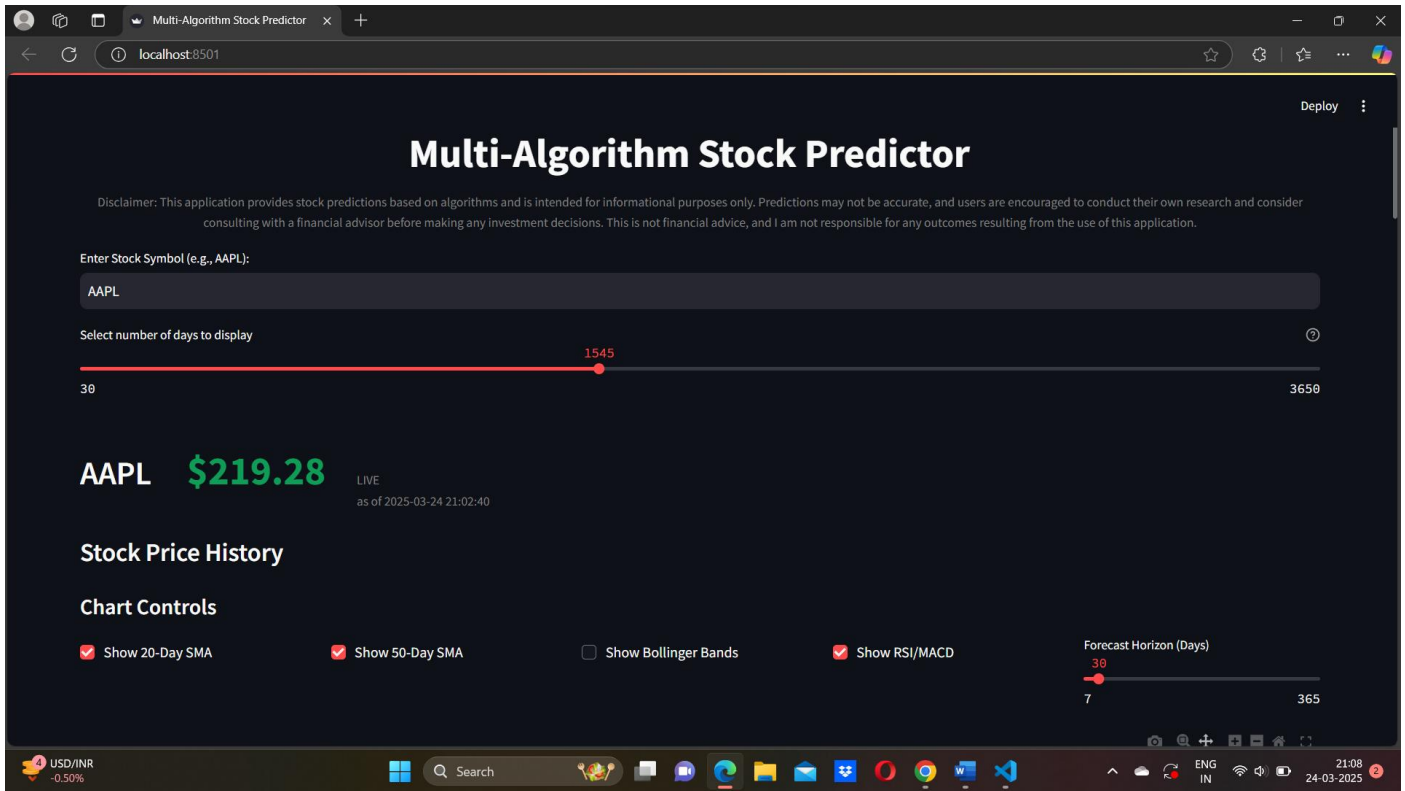 Multi-Algorithm Stock Predictor
localhost:8501
Deploy
Multi-Algorithm Stock Predictor
Disclaimer: This application provides stock predictions based on algorithms and is intended for informational purposes only. Predictions may not be accurate, and users are encouraged to conduct their own research and consider
consulting with a financial advisor before making any investment decisions. This is not financial advice, and I am not responsible for any outcomes resulting from the use of this application.
Enter Stock Symbol (e.g., AAPL):
AAPL
Select number of days to display
1545
30 3650
AAPL $219.28 LIVE
as of 2025-03-24 21:02:40
Stock Price History
Chart Controls
Show 20-Day SMA Show 50-Day SMA Show Bollinger Bands Show RSI/MACD Forecast Horizon (Days)
30
7 365
4 USD/INR
-0.50%
Search
ENG
IN
21:08
24-03-2025
2